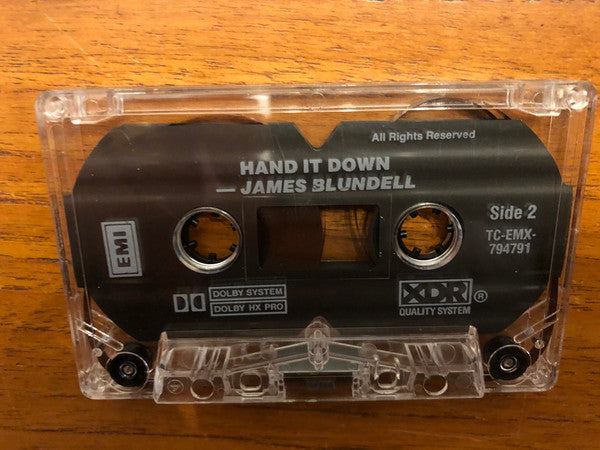 All Rights Reserved
HAND IT DOWN
— JAMES BLUNDELL
EMI
Side 2
TC-EMX-
794791
DOLBY SYSTEM
DOLBY HX PRO
XDR®
QUALITY SYSTEM